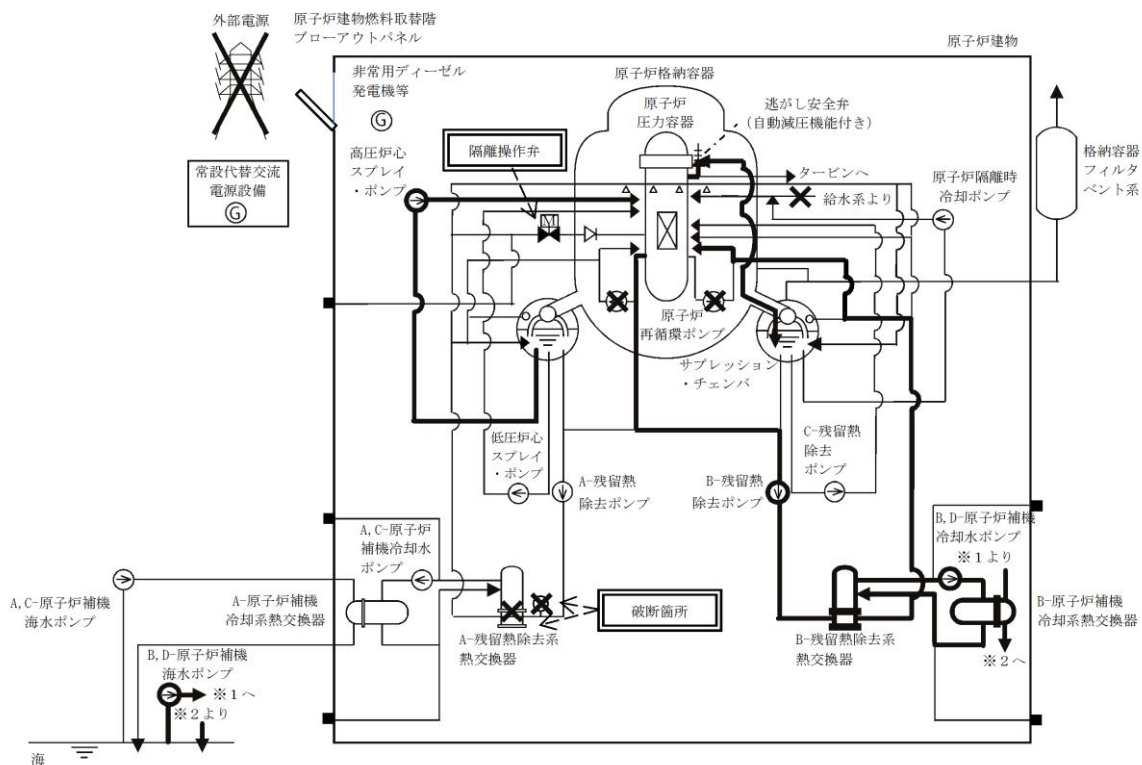 外部電源
原子炉建物燃料取替階
ブローアウトパネル
原子炉建物
非常用ディーゼル
発電機等
G
原子炉格納容器
原子炉
圧力容器
逃がし安全弁
(自動減圧機能付き)
隔離操作弁
常設代替交流
電源設備
G
高圧炉心
スプレイ
・ポンプ
M
タービンへ
給水系より
原子炉隔離時
冷却ポンプ
格納容器
フィルタ
ベント系
原子炉
再循環ポンプ
サプレッション
・チェンバ
低圧炉心
スプレイ
・ポンプ
A-残留熱
除去ポンプ
B-残留熱
除去ポンプ
C-残留熱
除去
ポンプ
A,C-原子炉
補機冷却水
ポンプ
B,D-原子炉補機
冷却水ポンプ
※1より
A,C-原子炉補機
海水ポンプ
A-原子炉補機
冷却系熱交換器
破断箇所
A-残留熱除去系
熱交換器
B-残留熱除去系
熱交換器
B-原子炉補機
冷却系熱交換器
※2へ
B,D-原子炉補機
海水ポンプ
※1へ
※2より
海